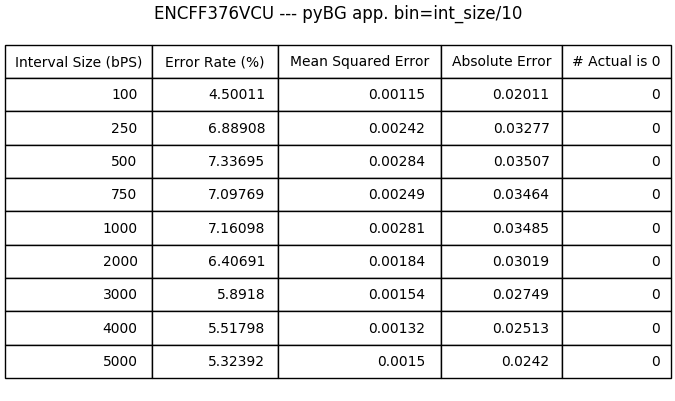 ENCFF376VCU --- pyBG app. bin=int_size/10
Interval Size (bPS) Error Rate (%) Mean Squared Error Absolute Error # Actual is 0
100 4.50011 0.00115 0.02011 0
250 6.88908 0.00242 0.03277 0
500 7.33695 0.00284 0.03507 0
750 7.09769 0.00249 0.03464 0
1000 7.16098 0.00281 0.03485 0
2000 6.40691 0.00184 0.03019 0
3000 5.8918 0.00154 0.02749 0
4000 5.51798 0.00132 0.02513 0
5000 5.32392 0.0015 0.0242 0